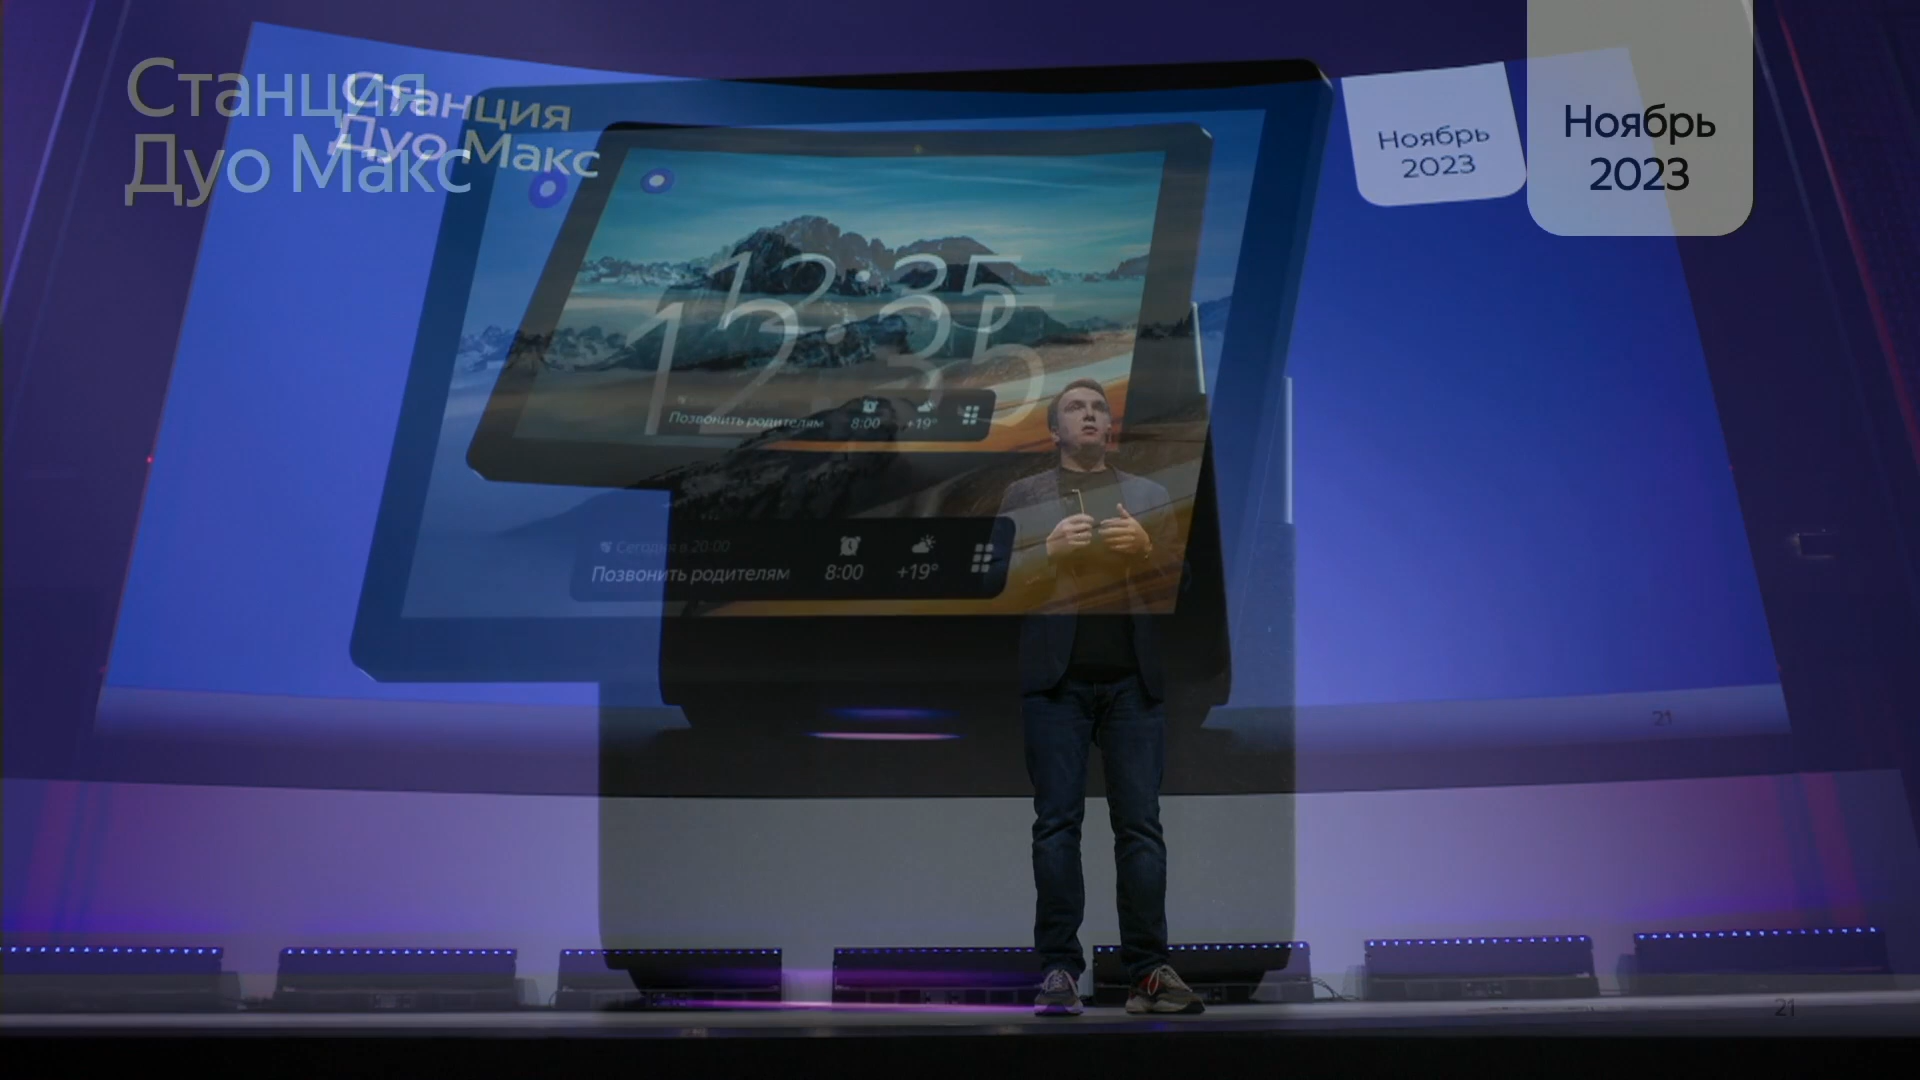 Станция
Дуо Макс
Станция
Дуо Макс
Ноябрь
2023
Ноябрь
2023
12:35
12:35
Позвонить родителям
8:00
+19°
Сегодня в 20:00
Позвонить родителям
8:00
+19°
21
21